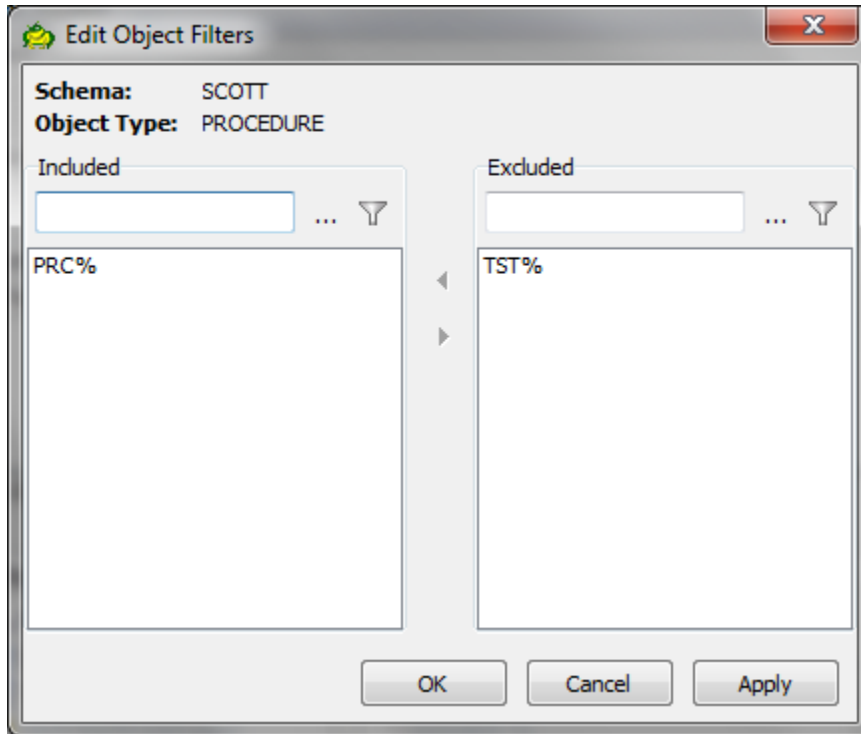 Edit Object Filters
Schema: SCOTT
Object Type: PROCEDURE
Included
Excluded
...
...
PRC%
TST%
OK
Cancel
Apply